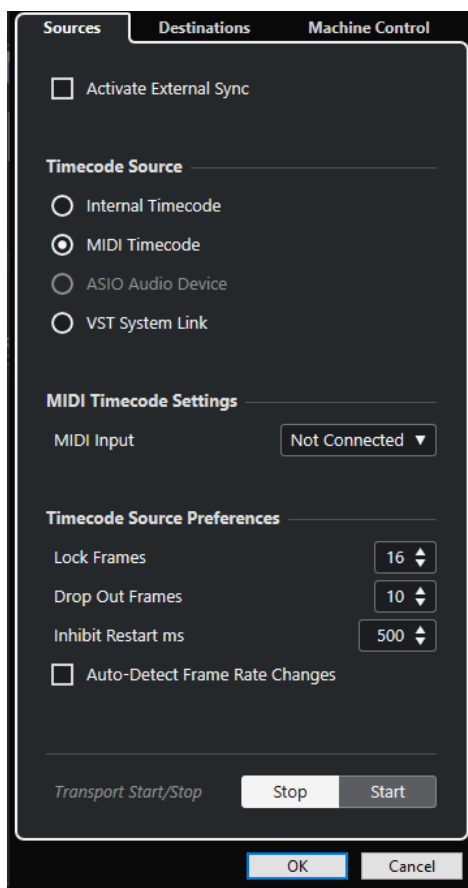 Sources Destinations Machine Control
Activate External Sync
Timecode Source
Internal Timecode
MIDI Timecode
ASIO Audio Device
VST System Link
MIDI Timecode Settings
MIDI Input Not Connected
Timecode Source Preferences
Lock Frames 16
Drop Out Frames 10
Inhibit Restart ms 500
Auto-Detect Frame Rate Changes
Transport Start/Stop Stop Start
OK Cancel